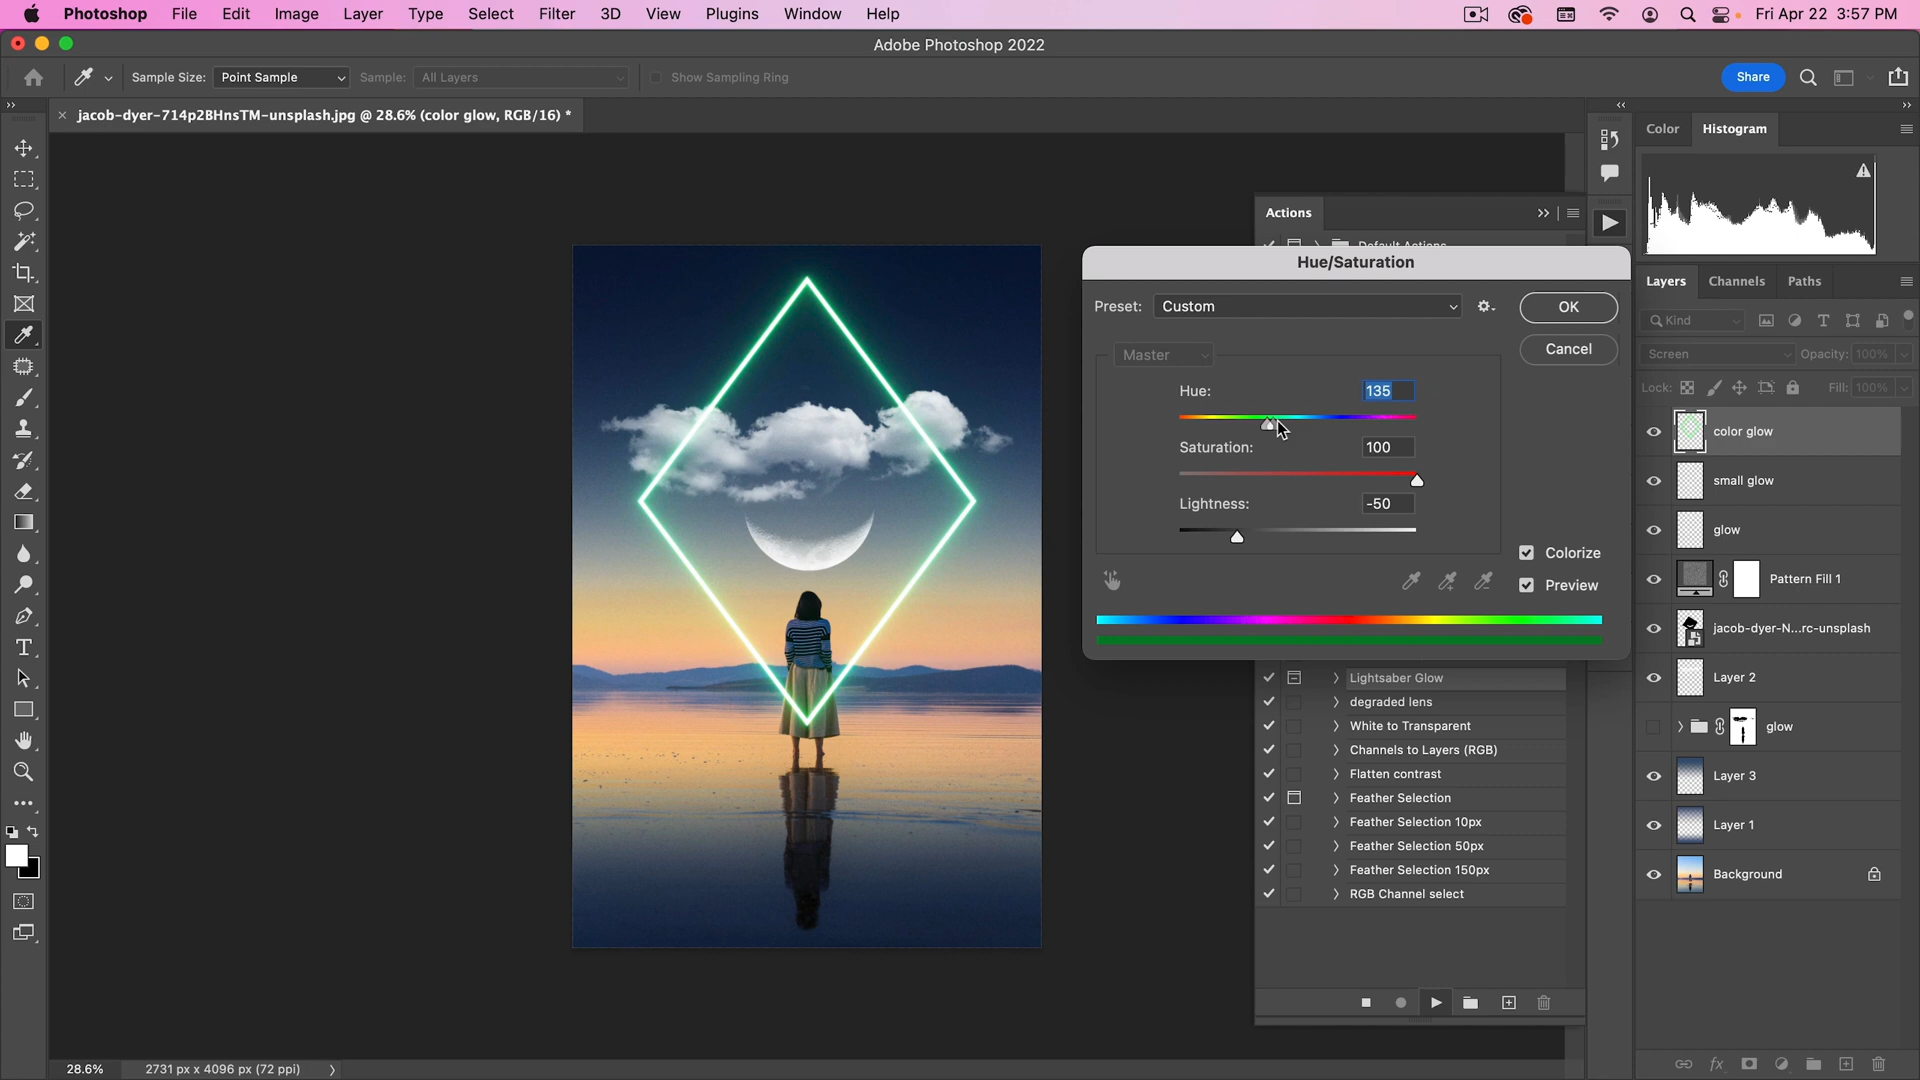 Photoshop File Edit Image Layer Type Select Filter 3D View Plugins Window Help Fri Apr 22 3:57 PM
Adobe Photoshop 2022
Sample Size: Point Sample Sample: All Layers Show Sampling Ring Share
jacob-dyer-714p2BHnsTM-unsplash.jpg @ 28.6% (color glow, RGB/16) *
Color Histogram
Actions
Default Actions
Hue/Saturation
Preset: Custom OK
Cancel
Master
Hue: 135
Saturation: 100
Lightness: -50
Colorize
Preview
Lightsaber Glow
degraded lens
White to Transparent
Channels to Layers (RGB)
Flatten contrast
Feather Selection
Feather Selection 10px
Feather Selection 50px
Feather Selection 150px
RGB Channel select
Layers Channels Paths
Kind
Screen Opacity: 100%
Lock: Fill: 100%
color glow
small glow
glow
Pattern Fill 1
jacob-dyer-N...rc-unsplash
Layer 2
glow
Layer 3
Layer 1
Background
28.6% 2731 px x 4096 px (72 ppi)